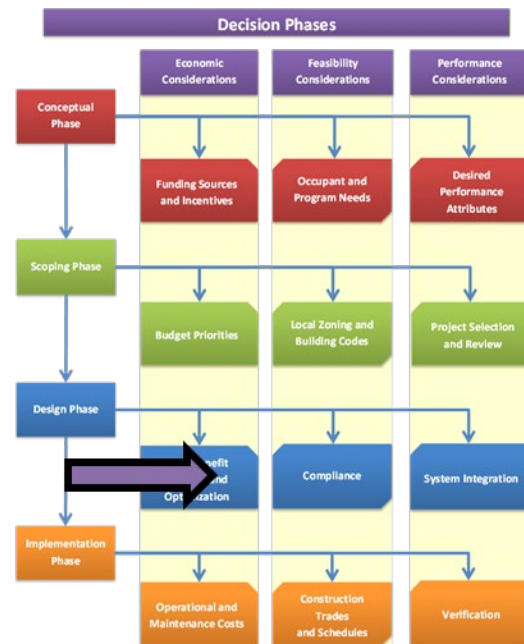 Decision Phases
Economic
Considerations
Feasibility
Considerations
Performance
Considerations
Conceptual
Phase
Funding Sources
and Incentives
Occupant and
Program Needs
Desired
Performance
Attributes
Scoping Phase
Budget Priorities
Local Zoning and
Building Codes
Project Selection
and Review
Design Phase
Compliance
System Integration
Implementation
Phase
Operational and
Maintenance Costs
Construction
Trades
and Schedules
Verification